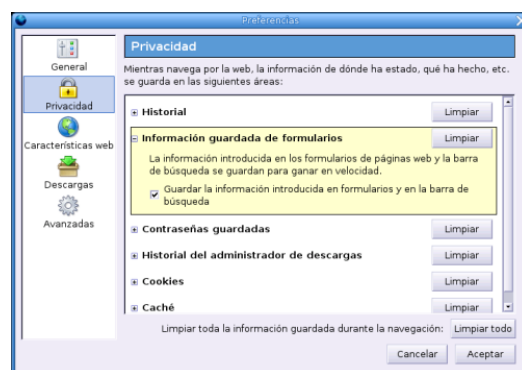 Preferencias
General
Privacidad
Características web
Descargas
Avanzadas
Privacidad
Mientras navega por la web, la información de dónde ha estado, qué ha hecho, etc.
se guarda en las siguientes áreas:
Historial
Limpiar
Información guardada de formularios
Limpiar
La información introducida en los formularios de páginas web y la barra
de búsqueda se guardan para ganar en velocidad.
Guardar la información introducida en formularios y en la barra de
búsqueda
Contraseñas guardadas
Limpiar
Historial del administrador de descargas
Limpiar
Cookies
Limpiar
Caché
Limpiar
Limpiar toda la información guardada durante la navegación:
Limpiar todo
Cancelar
Aceptar